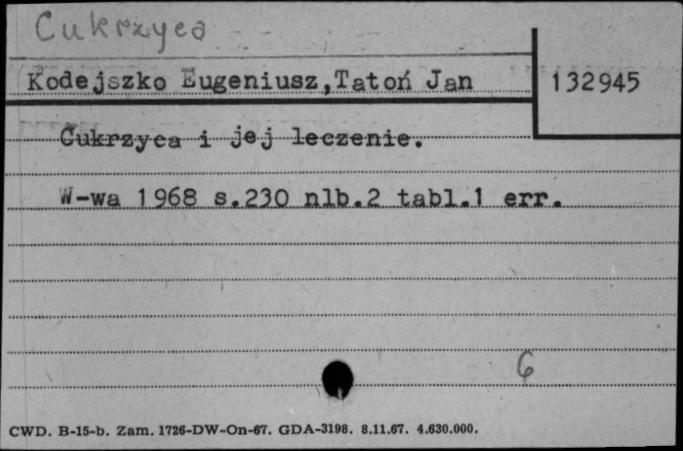 Cukrzyca
Kodejszko Eugeniusz,Tatoń Jan
132945
Cukrzyca i jej leczenie.
W-wa 1968 s.230 nlb.2 tabl.1 err.
6
CWD. B-15-b. Zam. 1726-DW-On-67. GDA-3198. 8.11.67. 4.630.000.